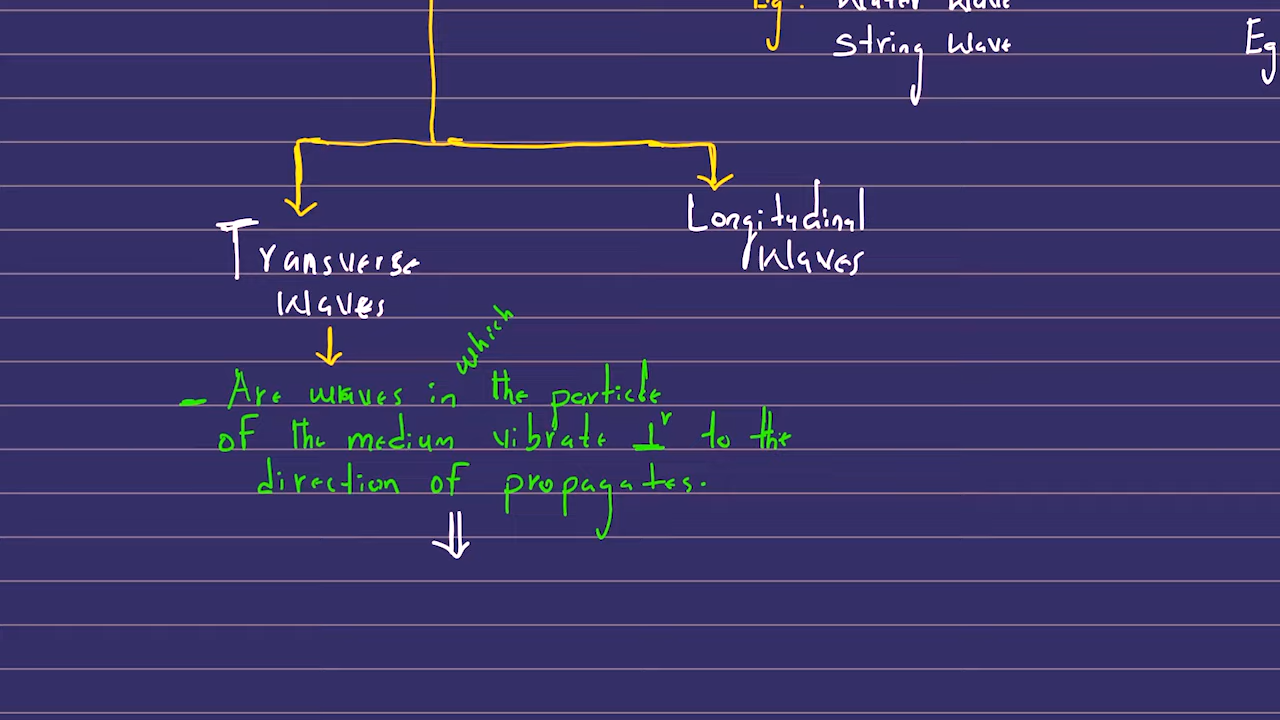 Eg: Water Wave
String Wave
Eg
Transverse
Waves
Longitudinal
Waves
which
- Are waves in the particle
of the medium vibrate ⊥r to the
direction of propagates.